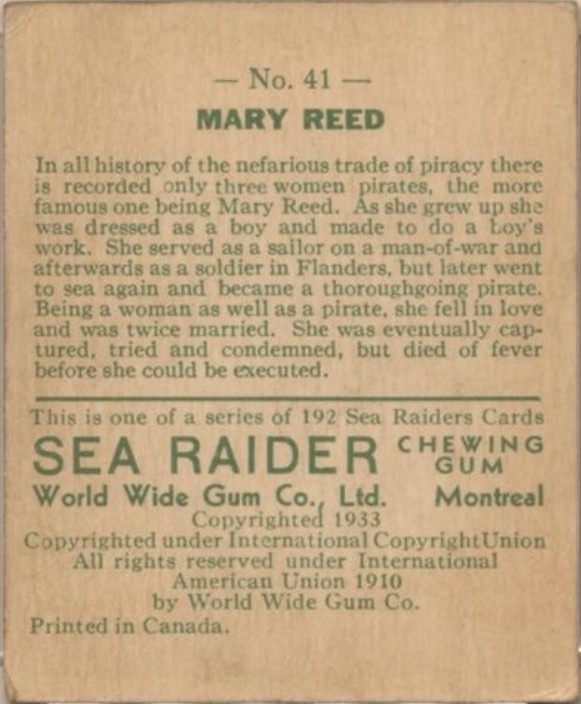 — No. 41 —
MARY REED
In all history of the nefarious trade of piracy there
is recorded only three women pirates, the more
famous one being Mary Reed. As she grew up she
was dressed as a boy and made to do a boy's
work. She served as a sailor on a man-of-war and
afterwards as a soldier in Flanders, but later went
to sea again and became a thoroughgoing pirate.
Being a woman as well as a pirate, she fell in love
and was twice married. She was eventually cap-
tured, tried and condemned, but died of fever
before she could be executed.
This is one of a series of 192 Sea Raiders Cards
SEA RAIDER CHEWING GUM
World Wide Gum Co., Ltd. Montreal
Copyrighted 1933
Copyrighted under International Copyright Union
All rights reserved under International
American Union 1910
by World Wide Gum Co.
Printed in Canada.